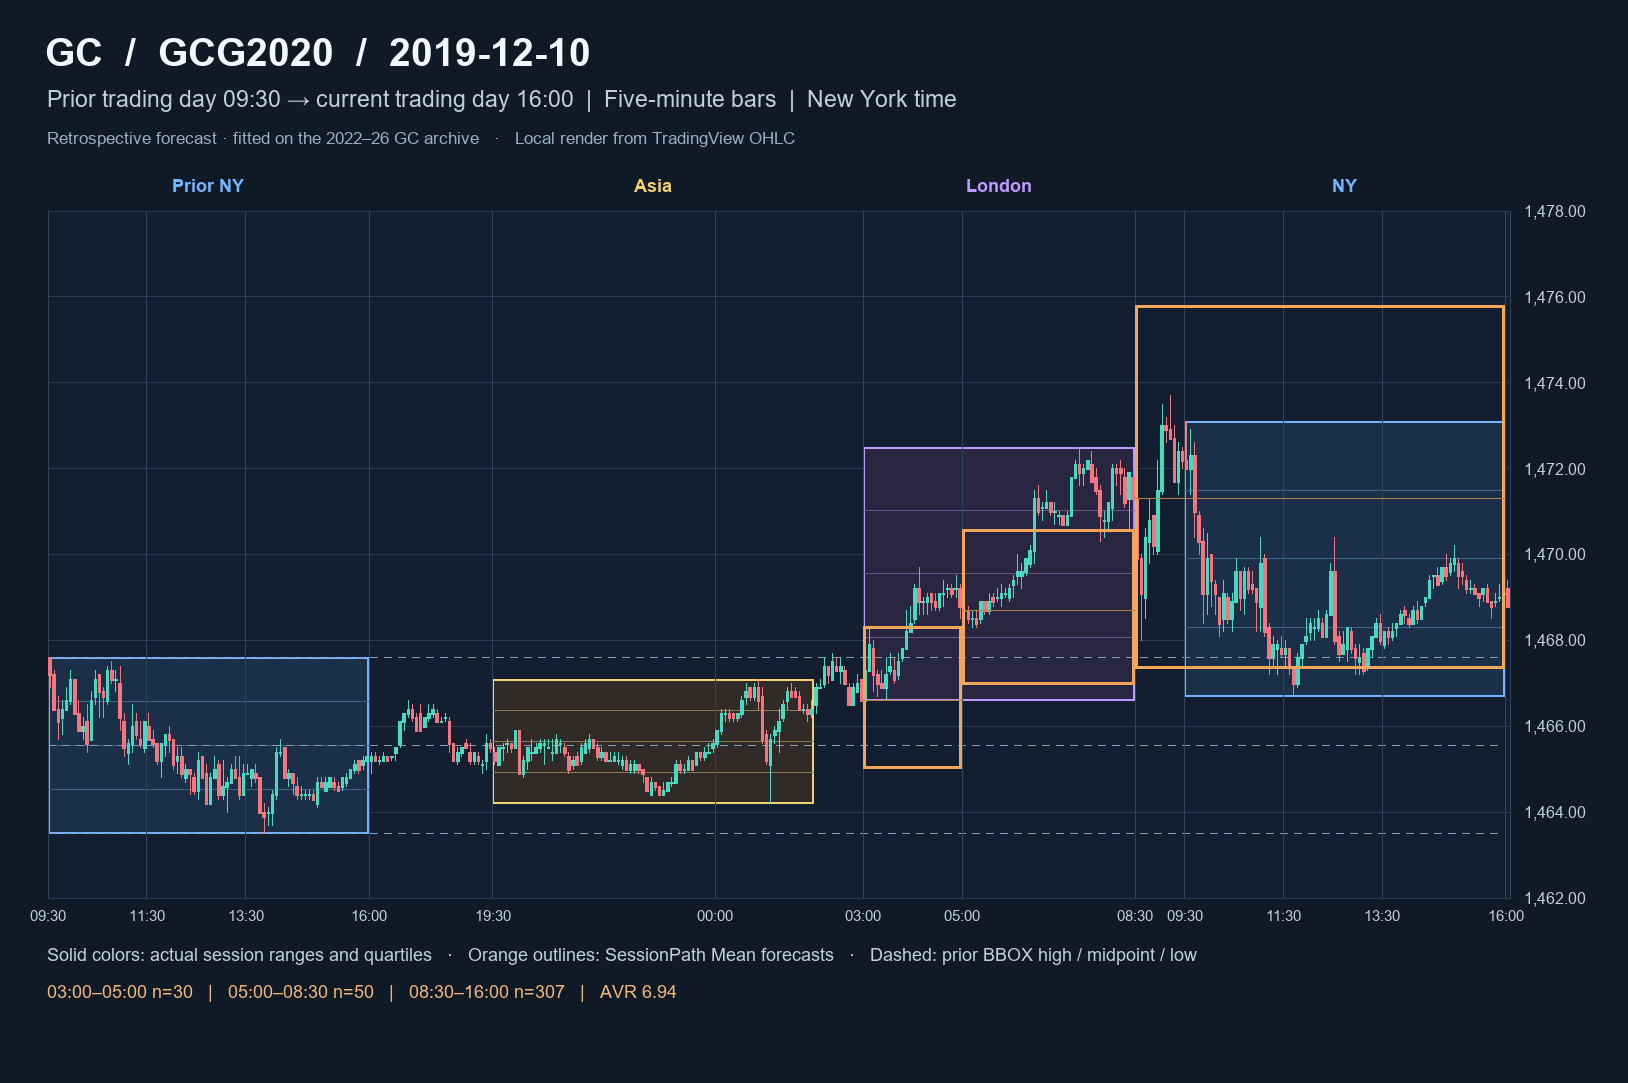 GC / GCG2020 / 2019-12-10
Prior trading day 09:30 → current trading day 16:00 | Five-minute bars | New York time
Retrospective forecast · fitted on the 2022–26 GC archive · Local render from TradingView OHLC
Prior NY Asia London NY
1,478.00
1,476.00
1,474.00
1,472.00
1,470.00
1,468.00
1,466.00
1,464.00
1,462.00
09:30 11:30 13:30 16:00 19:30 00:00 03:00 05:00 08:30 09:30 11:30 13:30 16:00
Solid colors: actual session ranges and quartiles · Orange outlines: SessionPath Mean forecasts · Dashed: prior BBOX high / midpoint / low
03:00–05:00 n=30 | 05:00–08:30 n=50 | 08:30–16:00 n=307 | AVR 6.94